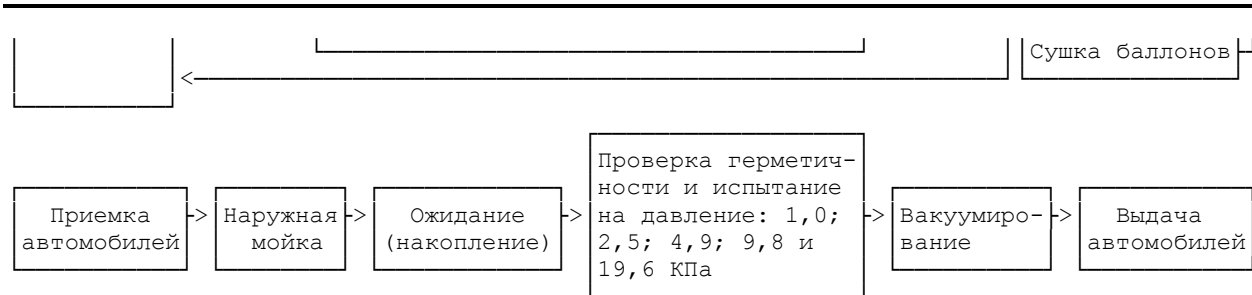 Сушка баллонов
Приемка
автомобилей
Наружная
мойка
Ожидание
(накопление)
Проверка герметич-
ности и испытание
на давление: 1,0;
2,5; 4,9; 9,8 и
19,6 КПа
Вакуумиро-
вание
Выдача
автомобилей